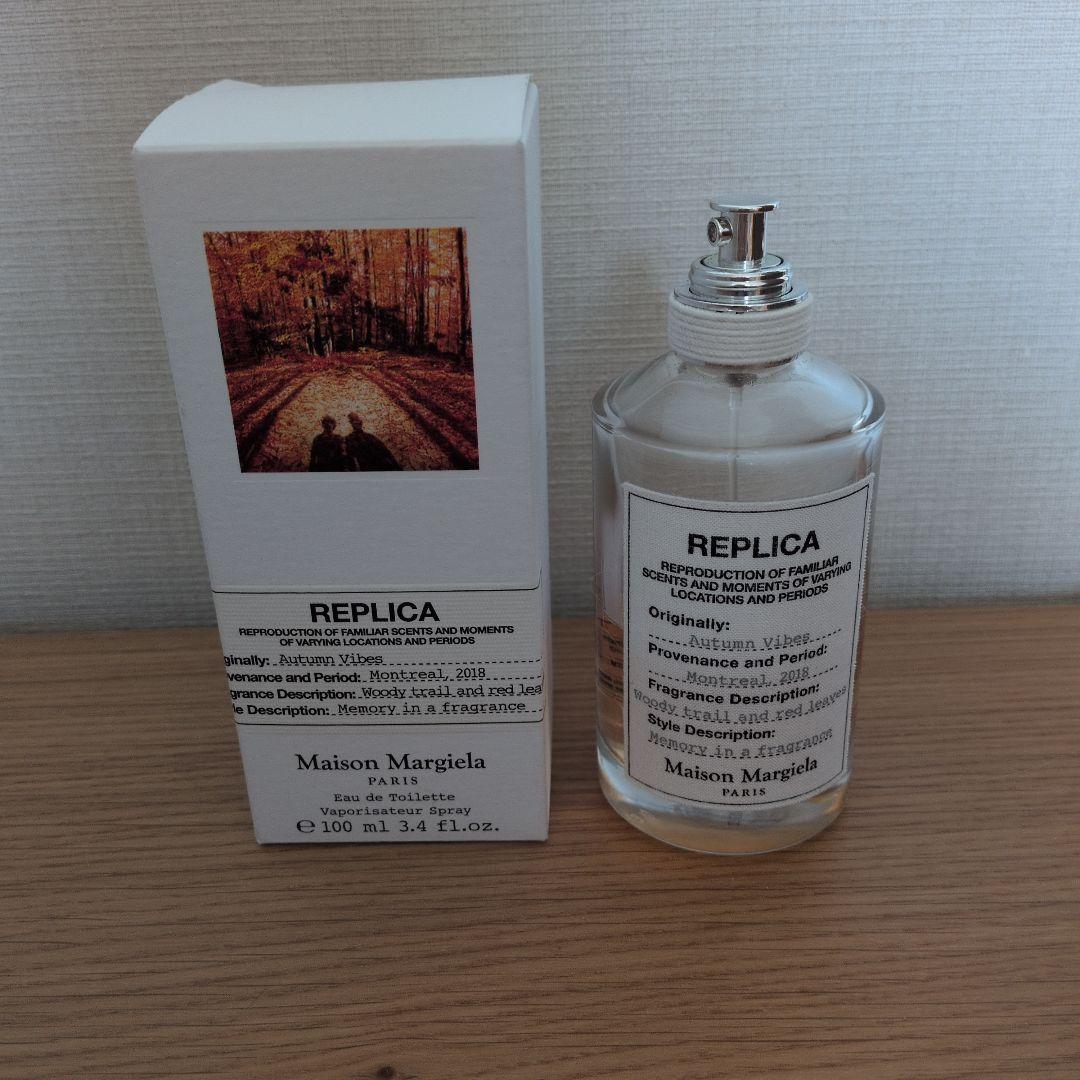 REPLICA
REPRODUCTION OF FAMILIAR SCENTS AND MOMENTS
OF VARYING LOCATIONS AND PERIODS
ginally: Autumn Vibes
venance and Period: Montreal, 2018
grance Description: Woody trail and red lea
le Description: Memory in a fragrance
Maison Margiela
PARIS
Eau de Toilette
Vaporisateur Spray
℮ 100 ml 3.4 fl.oz.
REPLICA
REPRODUCTION OF FAMILIAR
SCENTS AND MOMENTS OF VARYING
LOCATIONS AND PERIODS
Originally:
Autumn Vibes
Provenance and Period:
Montreal, 2018
Fragrance Description:
Woody trail and red leaves
Style Description:
Memory in a fragrance
Maison Margiela
PARIS